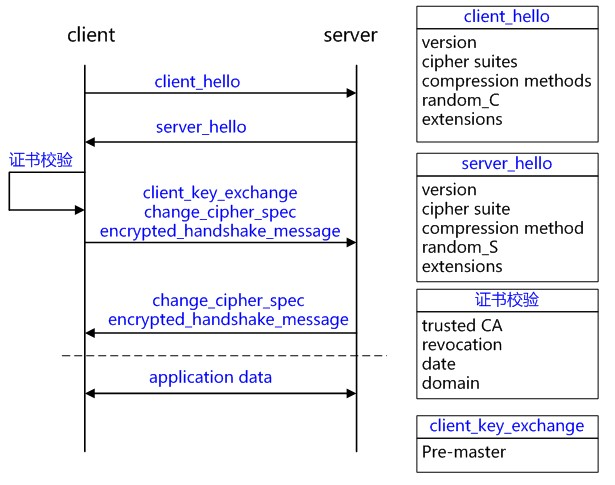 client
server
client_hello
server_hello
证书校验
client_key_exchange
change_cipher_spec
encrypted_handshake_message
change_cipher_spec
encrypted_handshake_message
application data
client_hello
version
cipher suites
compression methods
random_C
extensions
server_hello
version
cipher suite
compression method
random_S
extensions
证书校验
trusted CA
revocation
date
domain
client_key_exchange
Pre-master